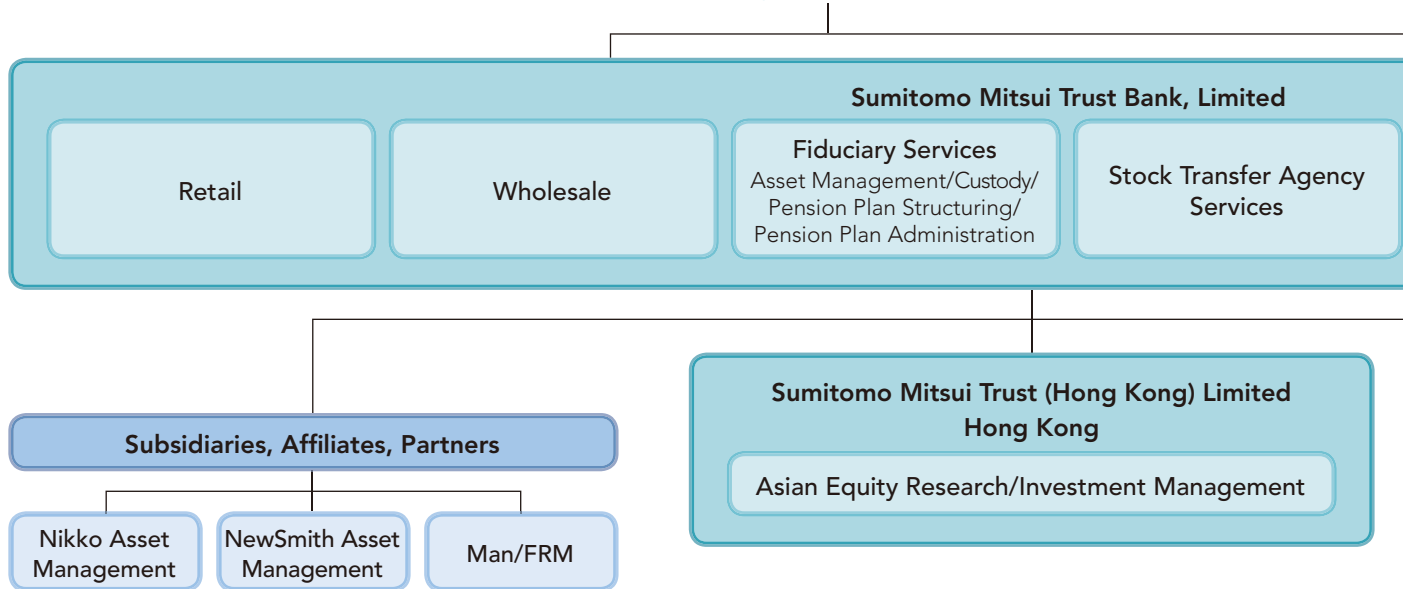 Sumitomo Mitsui Trust Bank, Limited
Retail
Wholesale
Fiduciary Services
Asset Management/Custody/
Pension Plan Structuring/
Pension Plan Administration
Stock Transfer Agency
Services
Subsidiaries, Affiliates, Partners
Nikko Asset
Management
NewSmith Asset
Management
Man/FRM
Sumitomo Mitsui Trust (Hong Kong) Limited
Hong Kong
Asian Equity Research/Investment Management